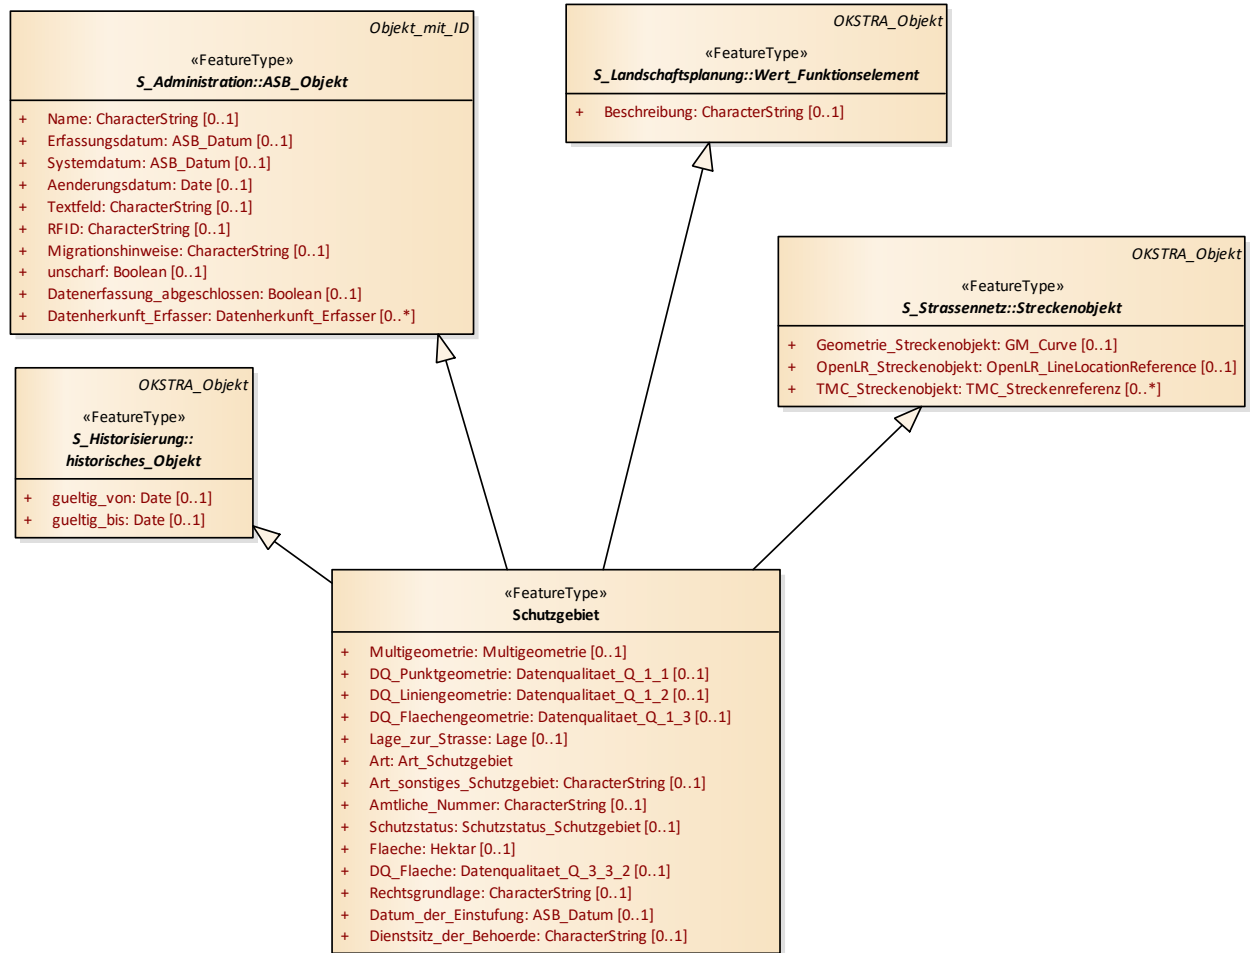 Objekt_mit_ID
«FeatureType»
S_Administration::ASB_Objekt
+ Name: CharacterString [0..1]
+ Erfassungsdatum: ASB_Datum [0..1]
+ Systemdatum: ASB_Datum [0..1]
+ Aenderungsdatum: Date [0..1]
+ Textfeld: CharacterString [0..1]
+ RFID: CharacterString [0..1]
+ Migrationshinweise: CharacterString [0..1]
+ unscharf: Boolean [0..1]
+ Datenerfassung_abgeschlossen: Boolean [0..1]
+ Datenherkunft_Erfasser: Datenherkunft_Erfasser [0..*]
OKSTRA_Objekt
«FeatureType»
S_Landschaftsplanung::Wert_Funktionselement
+ Beschreibung: CharacterString [0..1]
OKSTRA_Objekt
«FeatureType»
S_Strassennetz::Streckenobjekt
+ Geometrie_Streckenobjekt: GM_Curve [0..1]
+ OpenLR_Streckenobjekt: OpenLR_LineLocationReference [0..1]
+ TMC_Streckenobjekt: TMC_Streckenreferenz [0..*]
OKSTRA_Objekt
«FeatureType»
S_Historisierung::
historisches_Objekt
+ gueltig_von: Date [0..1]
+ gueltig_bis: Date [0..1]
«FeatureType»
Schutzgebiet
+ Multigeometrie: Multigeometrie [0..1]
+ DQ_Punktgeometrie: Datenqualitaet_Q_1_1 [0..1]
+ DQ_Liniengeometrie: Datenqualitaet_Q_1_2 [0..1]
+ DQ_Flaechengeometrie: Datenqualitaet_Q_1_3 [0..1]
+ Lage_zur_Strasse: Lage [0..1]
+ Art: Art_Schutzgebiet
+ Art_sonstiges_Schutzgebiet: CharacterString [0..1]
+ Amtliche_Nummer: CharacterString [0..1]
+ Schutzstatus: Schutzstatus_Schutzgebiet [0..1]
+ Flaeche: Hektar [0..1]
+ DQ_Flaeche: Datenqualitaet_Q_3_3_2 [0..1]
+ Rechtsgrundlage: CharacterString [0..1]
+ Datum_der_Einstufung: ASB_Datum [0..1]
+ Dienstsitz_der_Behoerde: CharacterString [0..1]